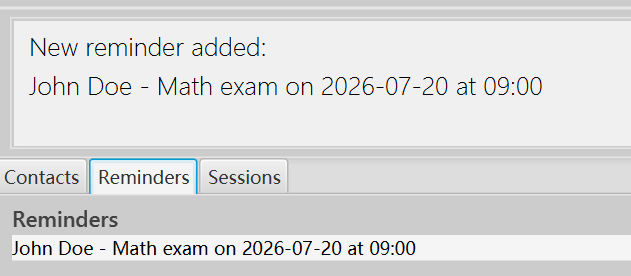 New reminder added:
John Doe - Math exam on 2026-07-20 at 09:00
Contacts
Reminders
Sessions
Reminders
John Doe - Math exam on 2026-07-20 at 09:00